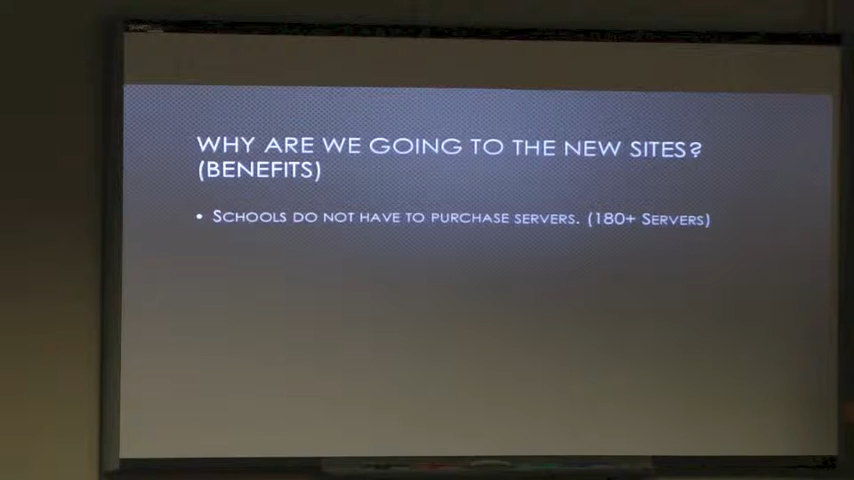 WHY ARE WE GOING TO THE NEW SITES?
(BENEFITS)
• SCHOOLS DO NOT HAVE TO PURCHASE SERVERS. (180+ SERVERS)